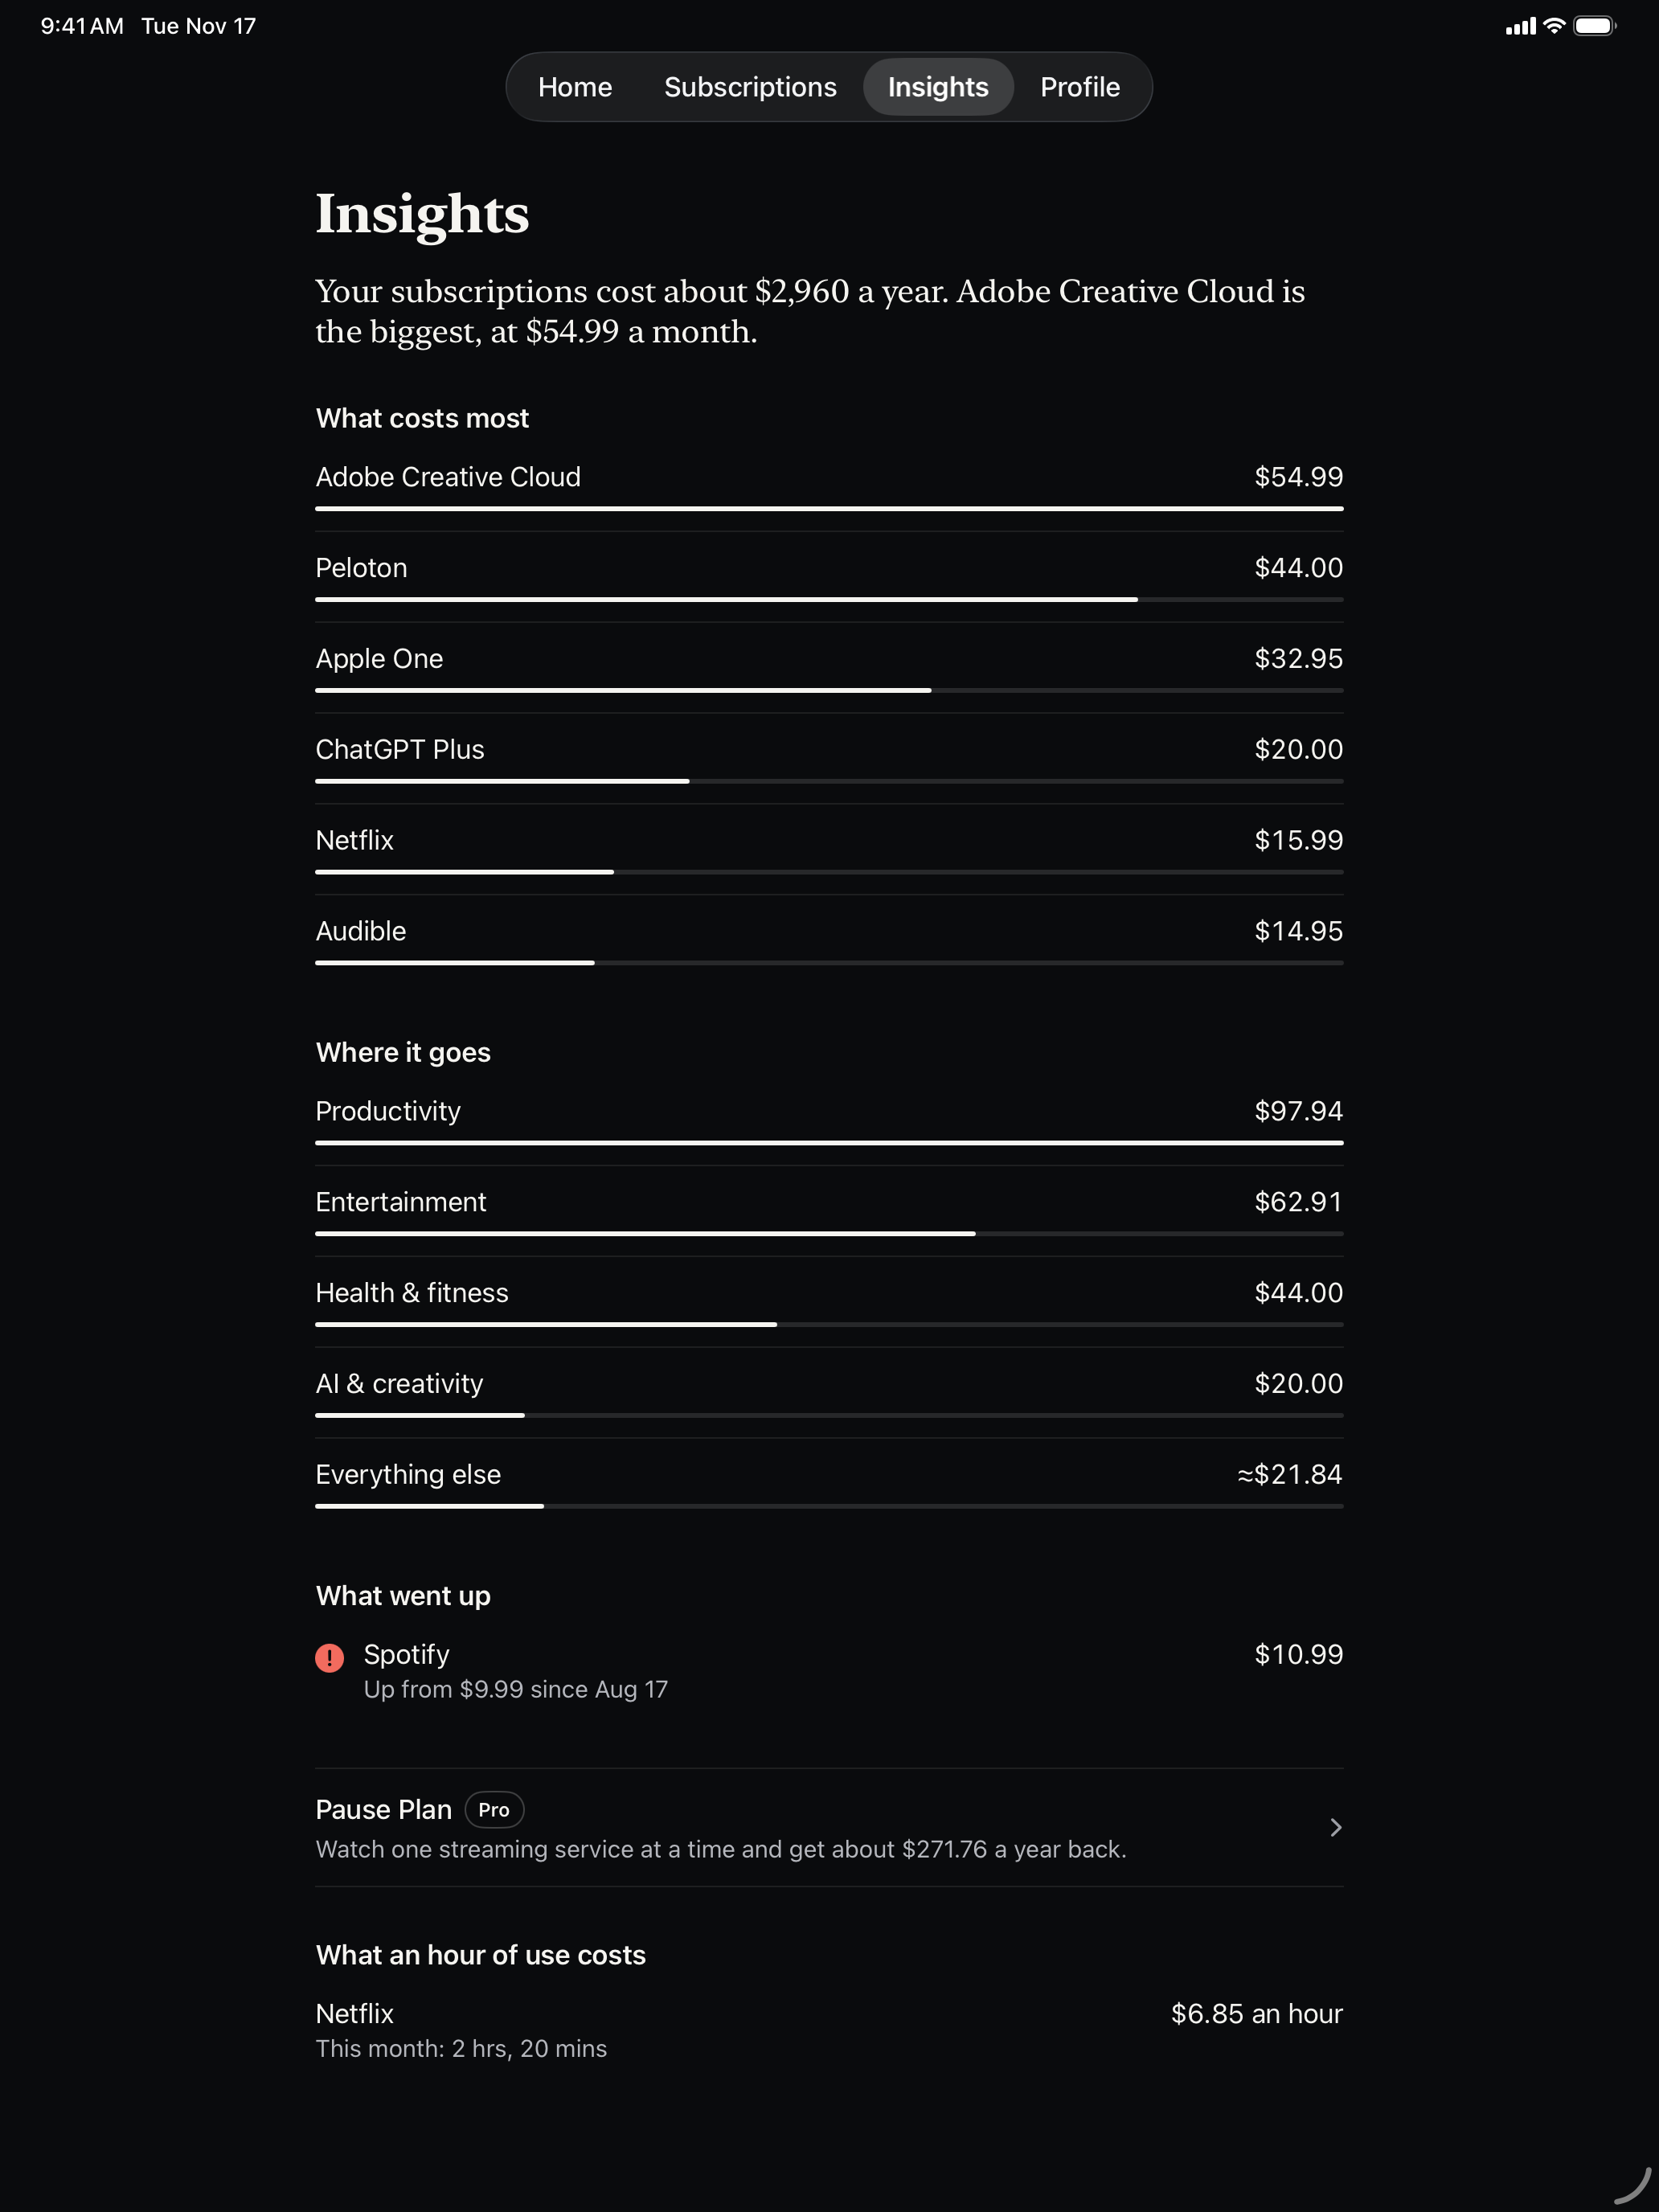 9:41 AM Tue Nov 17
Home Subscriptions Insights Profile
Insights
Your subscriptions cost about $2,960 a year. Adobe Creative Cloud is
the biggest, at $54.99 a month.
What costs most
Adobe Creative Cloud $54.99
Peloton $44.00
Apple One $32.95
ChatGPT Plus $20.00
Netflix $15.99
Audible $14.95
Where it goes
Productivity $97.94
Entertainment $62.91
Health & fitness $44.00
AI & creativity $20.00
Everything else ≈$21.84
What went up
Spotify $10.99
Up from $9.99 since Aug 17
Pause Plan Pro
Watch one streaming service at a time and get about $271.76 a year back.
What an hour of use costs
Netflix $6.85 an hour
This month: 2 hrs, 20 mins